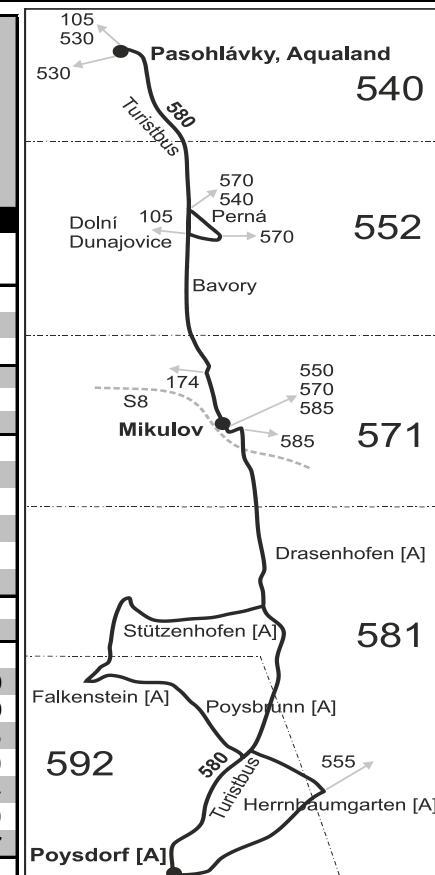 105
530
Pasohlávky, Aqualand
530
540
580
Turistbus
570
540
105
Perná
Dolní
Dunajovice
570
552
Bavory
550
174
570
S8
585
Mikulov
585
571
Drasenhofen [A]
Stützenhofen [A]
581
Falkenstein [A]
Poysbrunn [A]
592
580
Turistbus
555
Herrnbaumgarten [A]
Poysdorf [A]